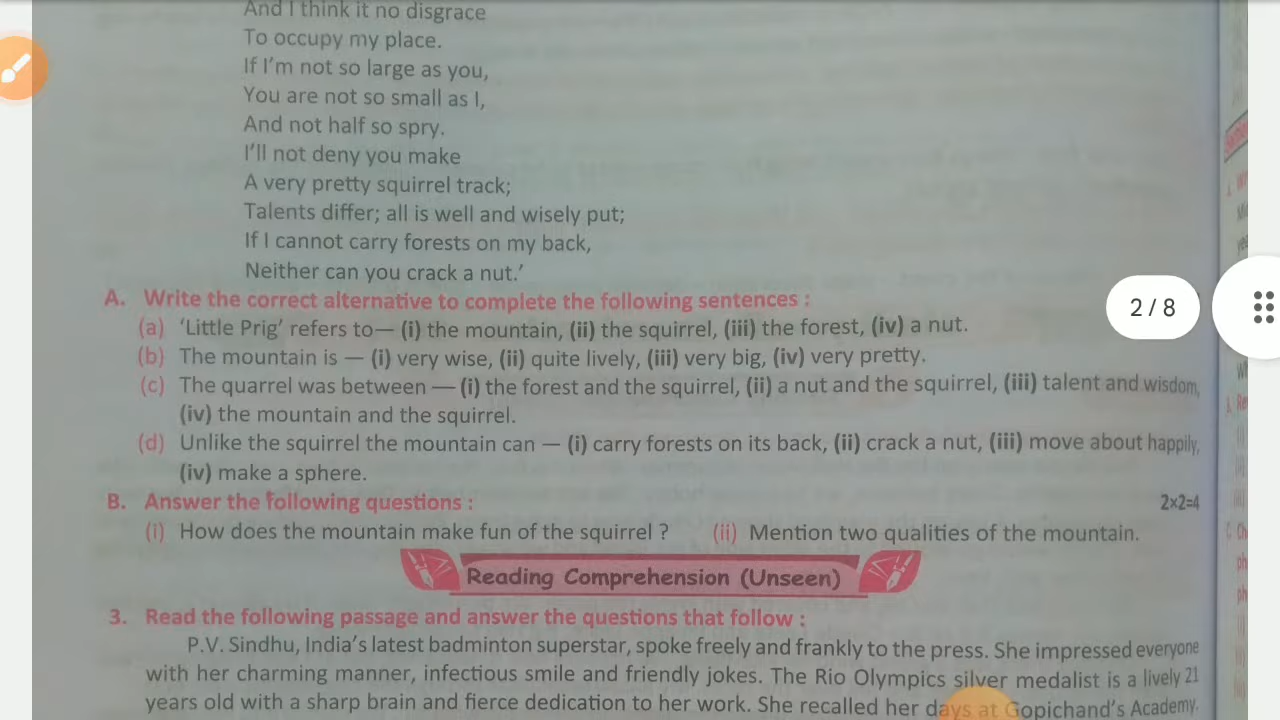 And I think it no disgrace
To occupy my place.
If I'm not so large as you,
You are not so small as I,
And not half so spry.
I'll not deny you make
A very pretty squirrel track;
Talents differ; all is well and wisely put;
If I cannot carry forests on my back,
Neither can you crack a nut.'
A. Write the correct alternative to complete the following sentences :
(a) 'Little Prig' refers to— (i) the mountain, (ii) the squirrel, (iii) the forest, (iv) a nut.
(b) The mountain is — (i) very wise, (ii) quite lively, (iii) very big, (iv) very pretty.
(c) The quarrel was between — (i) the forest and the squirrel, (ii) a nut and the squirrel, (iii) talent and wisdom,
(iv) the mountain and the squirrel.
(d) Unlike the squirrel the mountain can — (i) carry forests on its back, (ii) crack a nut, (iii) move about happily,
(iv) make a sphere.
B. Answer the following questions : 2×2=4
(i) How does the mountain make fun of the squirrel ? (ii) Mention two qualities of the mountain.
Reading Comprehension (Unseen)
3. Read the following passage and answer the questions that follow :
P.V. Sindhu, India's latest badminton superstar, spoke freely and frankly to the press. She impressed everyone
with her charming manner, infectious smile and friendly jokes. The Rio Olympics silver medalist is a lively 21
years old with a sharp brain and fierce dedication to her work. She recalled her days at Gopichand's Academy.
2 / 8